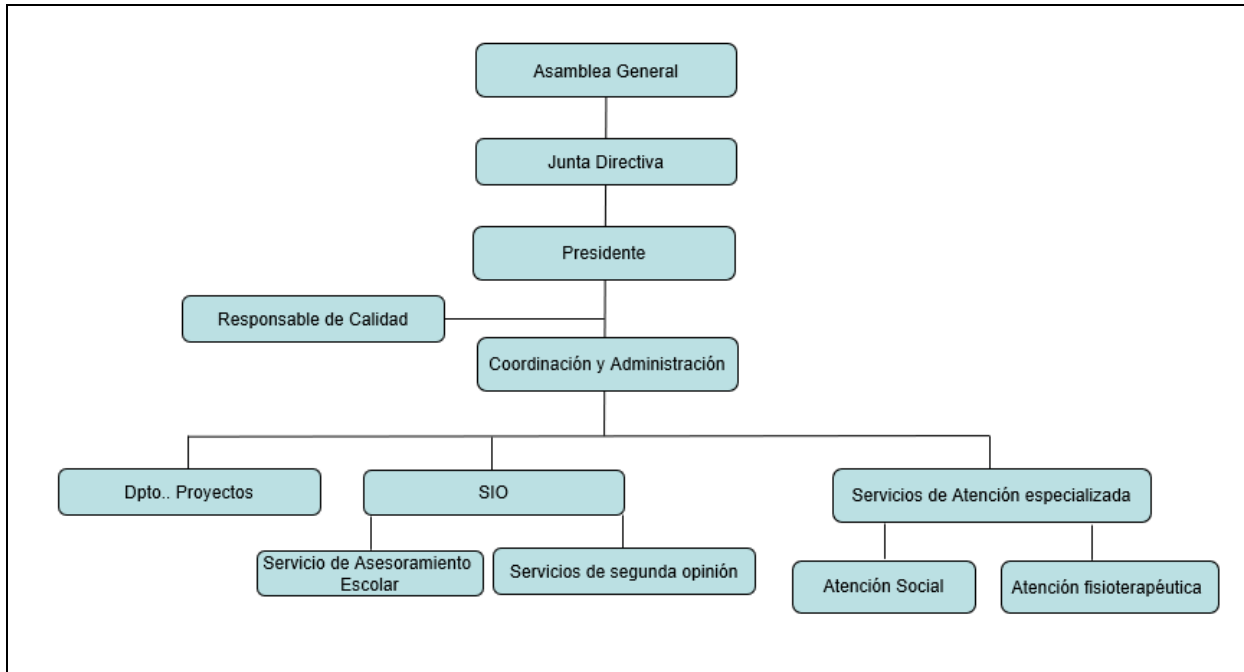 Asamblea General
Junta Directiva
Presidente
Responsable de Calidad
Coordinación y Administración
Dpto.. Proyectos
SIO
Servicios de Atención especializada
Servicio de Asesoramiento
Escolar
Servicios de segunda opinión
Atención Social
Atención fisioterapéutica